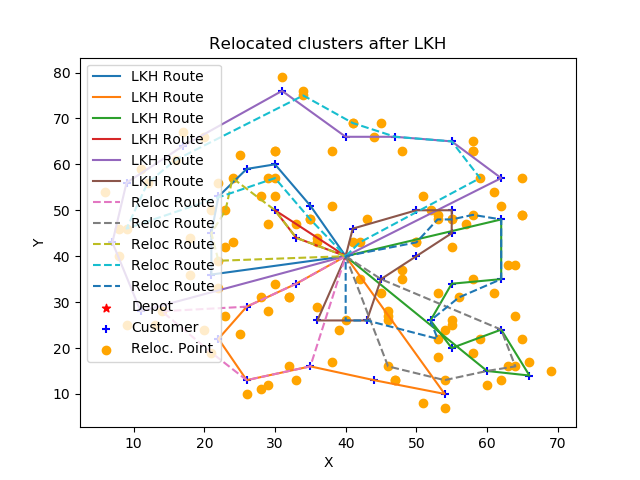 Relocated clusters after LKH
80
70
60
50
40
30
20
10
Y
10
20
30
40
50
60
70
X
LKH Route
LKH Route
LKH Route
LKH Route
LKH Route
LKH Route
Reloc Route
Reloc Route
Reloc Route
Reloc Route
Reloc Route
Depot
Customer
Reloc. Point